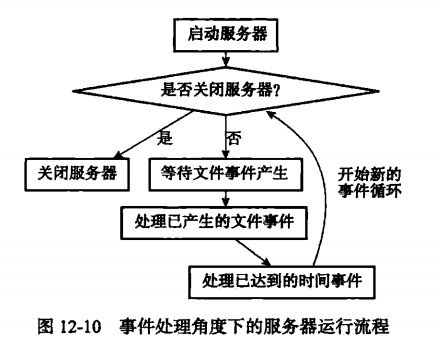 启动服务器
是否关闭服务器?
是
否
关闭服务器
等待文件事件产生
开始新的
事件循环
处理已产生的文件事件
处理已达到的时间事件
图 12-10 事件处理角度下的服务器运行流程